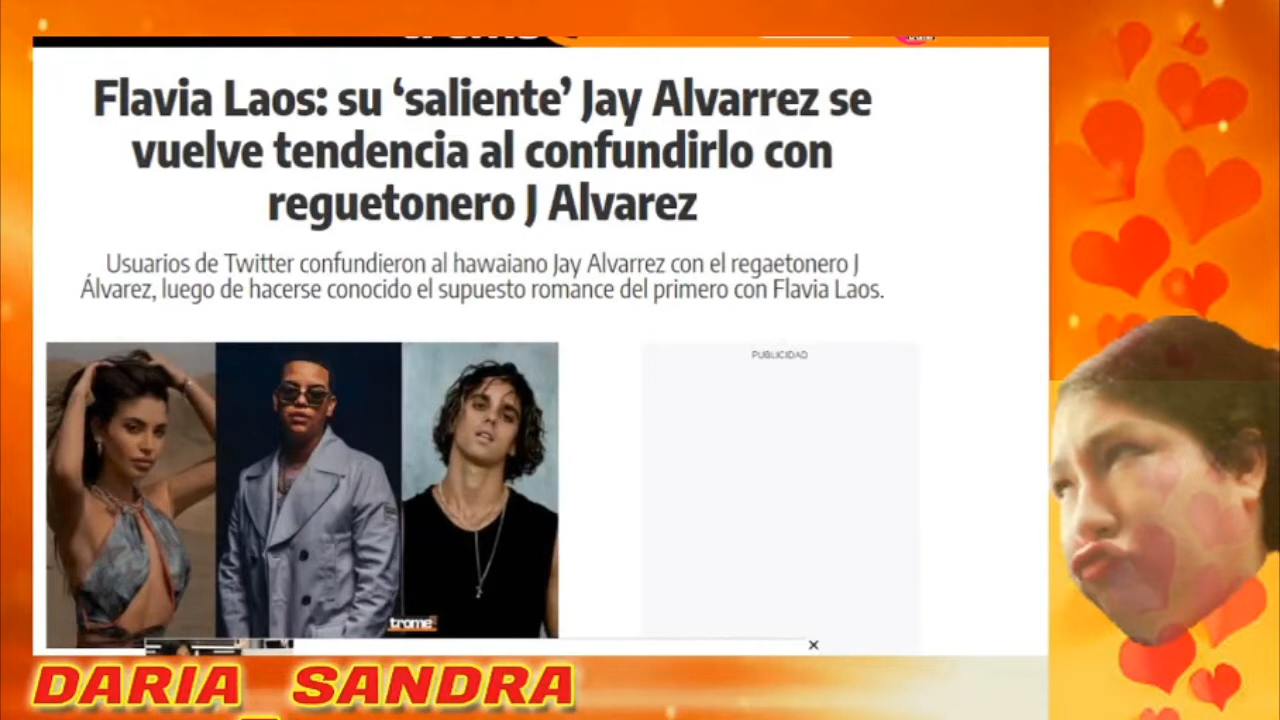 Flavia Laos: su ‘saliente’ Jay Alvarrez se
vuelve tendencia al confundirlo con
reguetonero J Alvarez
Usuarios de Twitter confundieron al hawaiano Jay Alvarrez con el regaetonero J
Álvarez, luego de hacerse conocido el supuesto romance del primero con Flavia Laos.
PUBLICIDAD
trome
DARIA SANDRA